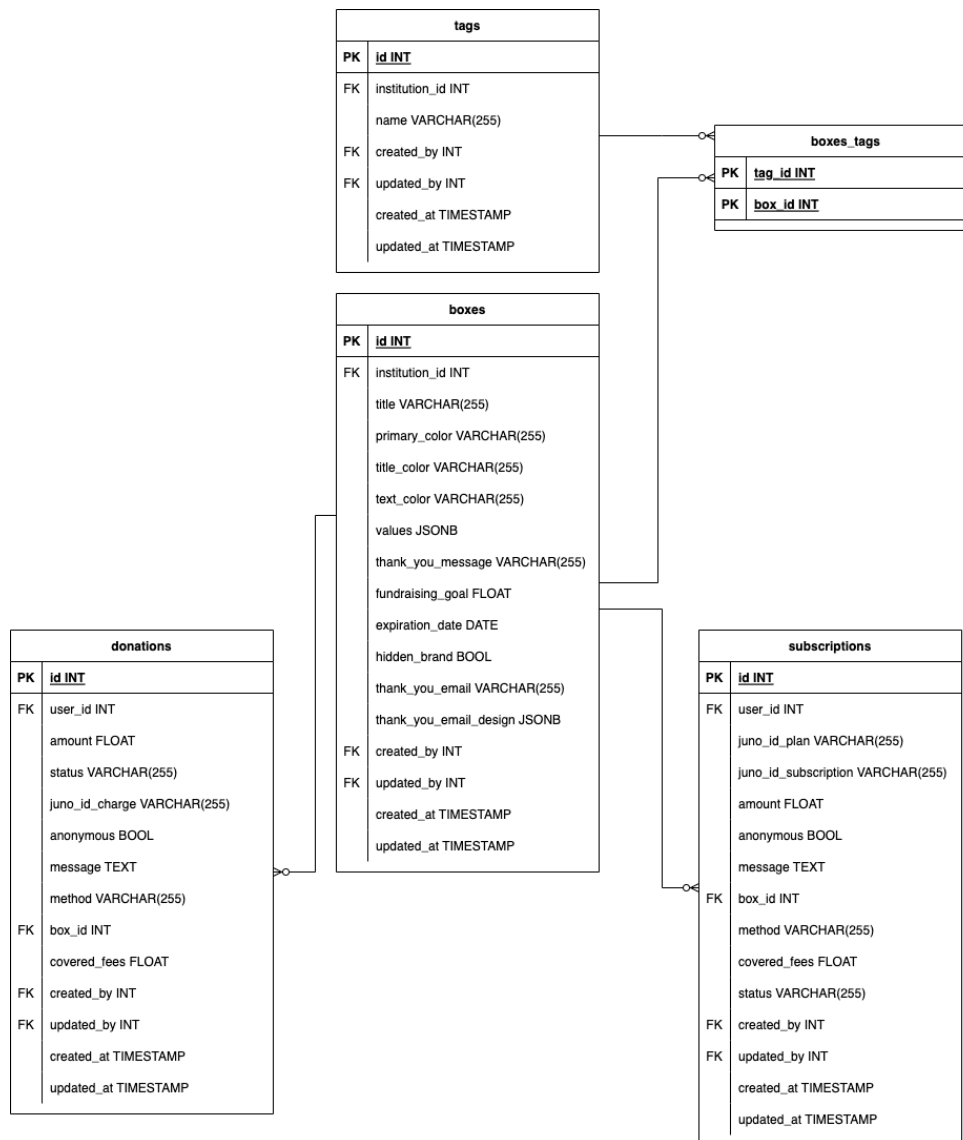 tags
PK id INT
FK institution_id INT
name VARCHAR(255)
FK created_by INT
FK updated_by INT
created_at TIMESTAMP
updated_at TIMESTAMP
boxes_tags
PK tag_id INT
PK box_id INT
boxes
PK id INT
FK institution_id INT
title VARCHAR(255)
primary_color VARCHAR(255)
title_color VARCHAR(255)
text_color VARCHAR(255)
values JSONB
thank_you_message VARCHAR(255)
fundraising_goal FLOAT
expiration_date DATE
hidden_brand BOOL
thank_you_email VARCHAR(255)
thank_you_email_design JSONB
FK created_by INT
FK updated_by INT
created_at TIMESTAMP
updated_at TIMESTAMP
donations
PK id INT
FK user_id INT
amount FLOAT
status VARCHAR(255)
juno_id_charge VARCHAR(255)
anonymous BOOL
message TEXT
method VARCHAR(255)
FK box_id INT
covered_fees FLOAT
FK created_by INT
FK updated_by INT
created_at TIMESTAMP
updated_at TIMESTAMP
subscriptions
PK id INT
FK user_id INT
juno_id_plan VARCHAR(255)
juno_id_subscription VARCHAR(255)
amount FLOAT
anonymous BOOL
message TEXT
FK box_id INT
method VARCHAR(255)
covered_fees FLOAT
status VARCHAR(255)
FK created_by INT
FK updated_by INT
created_at TIMESTAMP
updated_at TIMESTAMP